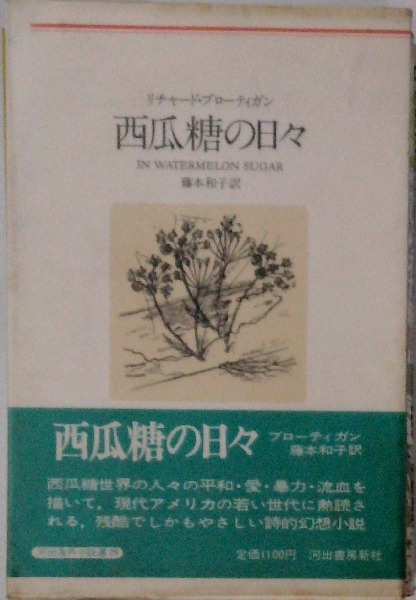 リチャード・ブローティガン
西瓜糖の日々
IN WATERMELON SUGAR
藤本和子訳
西瓜糖の日々
ブローティガン
藤本和子訳
西瓜糖世界の人々の平和・愛・暴力・流血を
描いて，現代アメリカの若い世代に熱読さ
れる，残酷でしかもやさしい詩的幻想小説
定価1100円 河出書房新社